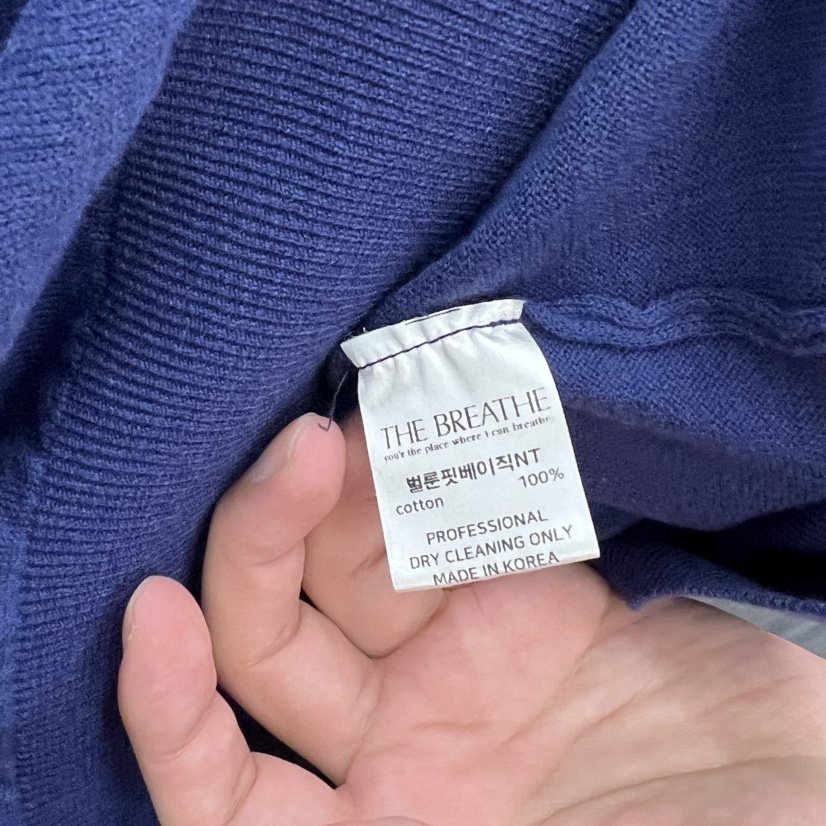 THE BREATHE
you'r the place where i can breathe
벌룬핏베이직NT
cotton 100%
PROFESSIONAL
DRY CLEANING ONLY
MADE IN KOREA